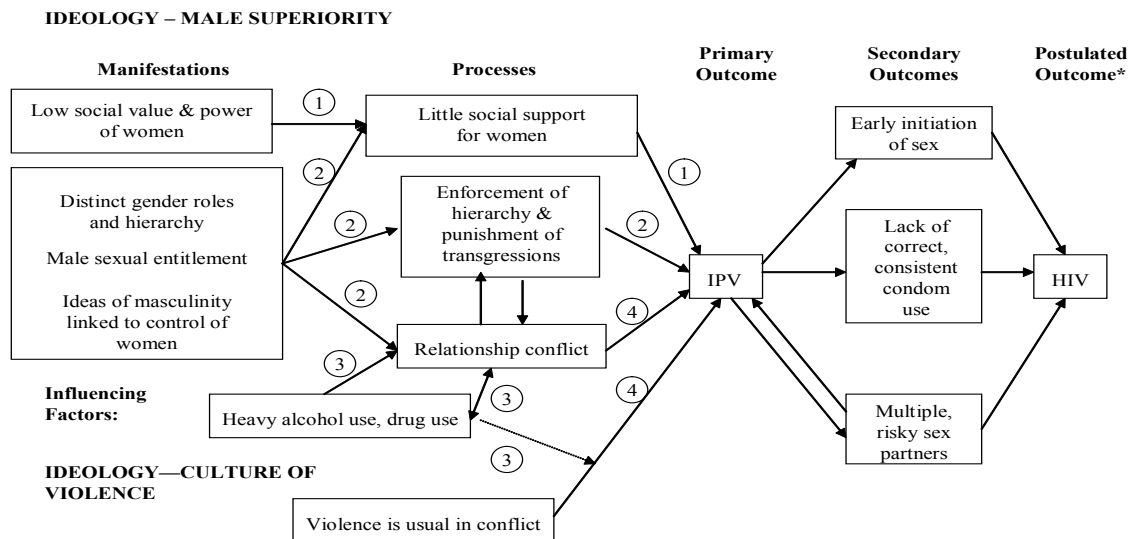 IDEOLOGY – MALE SUPERIORITY
Manifestations
Processes
Primary
Outcome
Secondary
Outcomes
Postulated
Outcome*
Low social value & power
of women
1
Little social support
for women
Early initiation
of sex
2
1
Distinct gender roles
and hierarchy
Male sexual entitlement
Ideas of masculinity
linked to control of
women
2
Enforcement of
hierarchy &
punishment of
transgressions
2
IPV
Lack of
correct,
consistent
condom
use
HIV
2
Relationship conflict
4
3
Influencing
Factors:
Heavy alcohol use, drug use
3
4
Multiple,
risky sex
partners
3
IDEOLOGY—CULTURE OF
VIOLENCE
Violence is usual in conflict